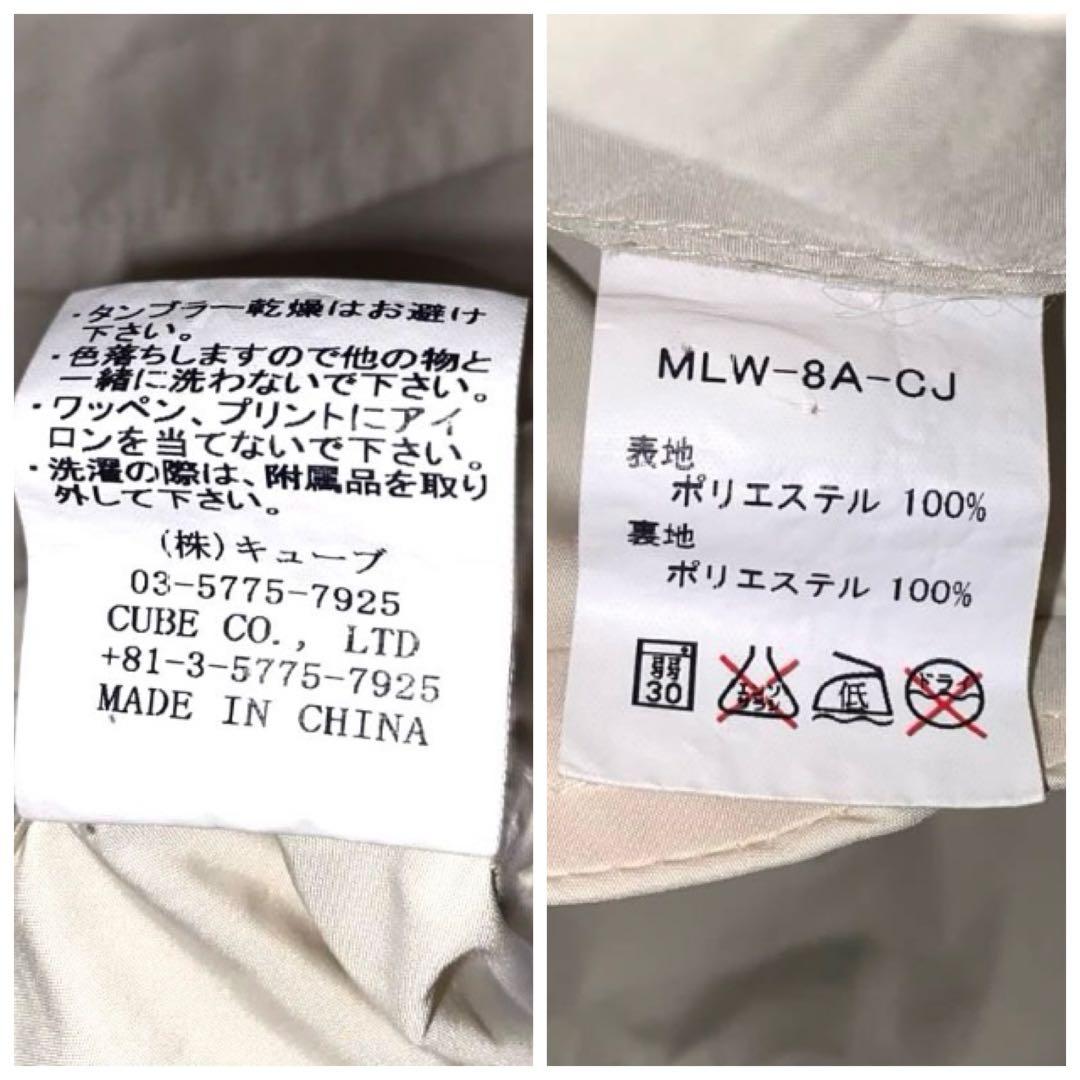 ・タンブラー乾燥はお避け
下さい。
・色落ちしますので他の物と
一緒に洗わないで下さい。
・ワッペン、プリントにアイ
ロンを当てないで下さい。
・洗濯の際は、附属品を取り
外して下さい。
(株)キューブ
03-5775-7925
CUBE CO., LTD
+81-3-5775-7925
MADE IN CHINA
MLW-8A-CJ
表地
ポリエステル 100%
裏地
ポリエステル 100%
弱
30
エンソ
サラシ
低
ドライ